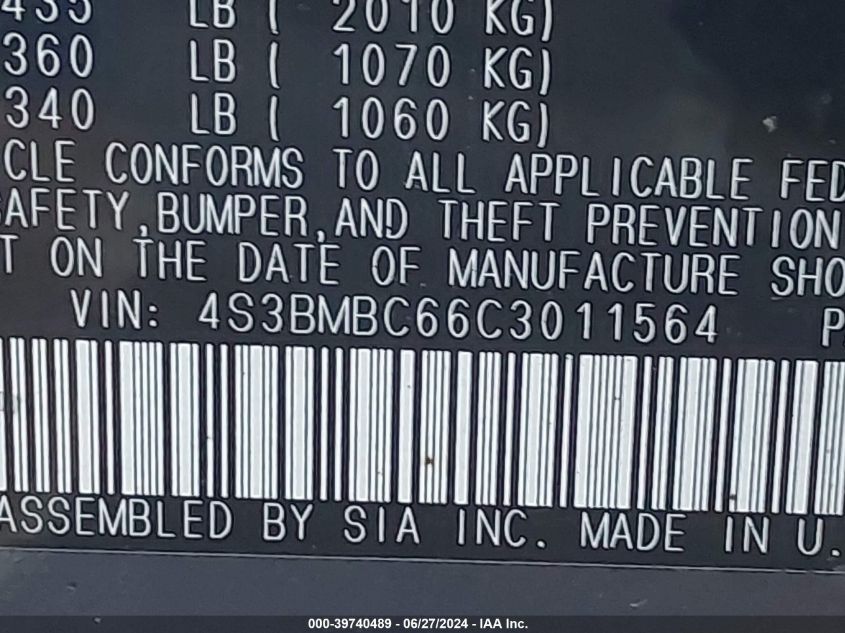 435 LB ( 2010 KG)
360 LB ( 1070 KG)
340 LB ( 1060 KG)
CLE CONFORMS TO ALL APPLICABLE FED
SAFETY,BUMPER,AND THEFT PREVENTION
T ON THE DATE OF MANUFACTURE SHO
VIN: 4S3BMBC66C3011564 P
ASSEMBLED BY SIA INC. MADE IN U.
000-39740489 - 06/27/2024 - IAA Inc.